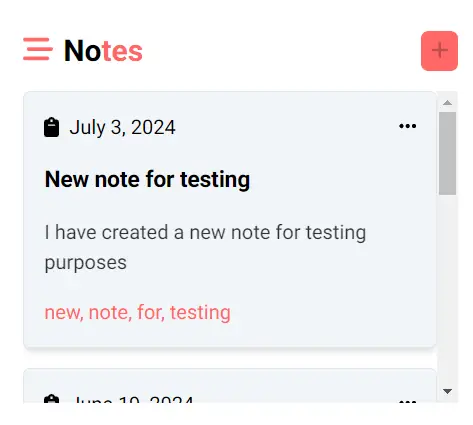 Notes
July 3, 2024
New note for testing
I have created a new note for testing
purposes
new, note, for, testing
June 19, 2024